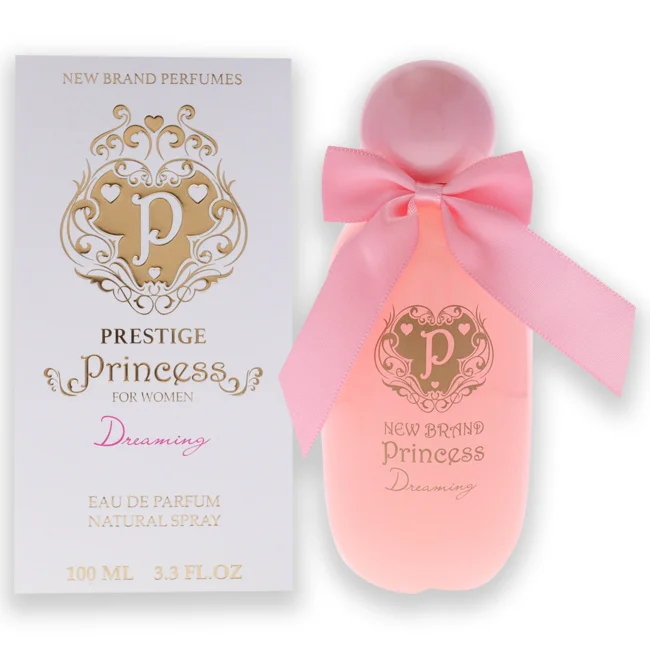 NEW BRAND PERFUMES
P
PRESTIGE
Princess
FOR WOMEN
Dreaming
EAU DE PARFUM
NATURAL SPRAY
100 ML 3.3 FL.OZ
P
NEW BRAND
Princess
Dreaming